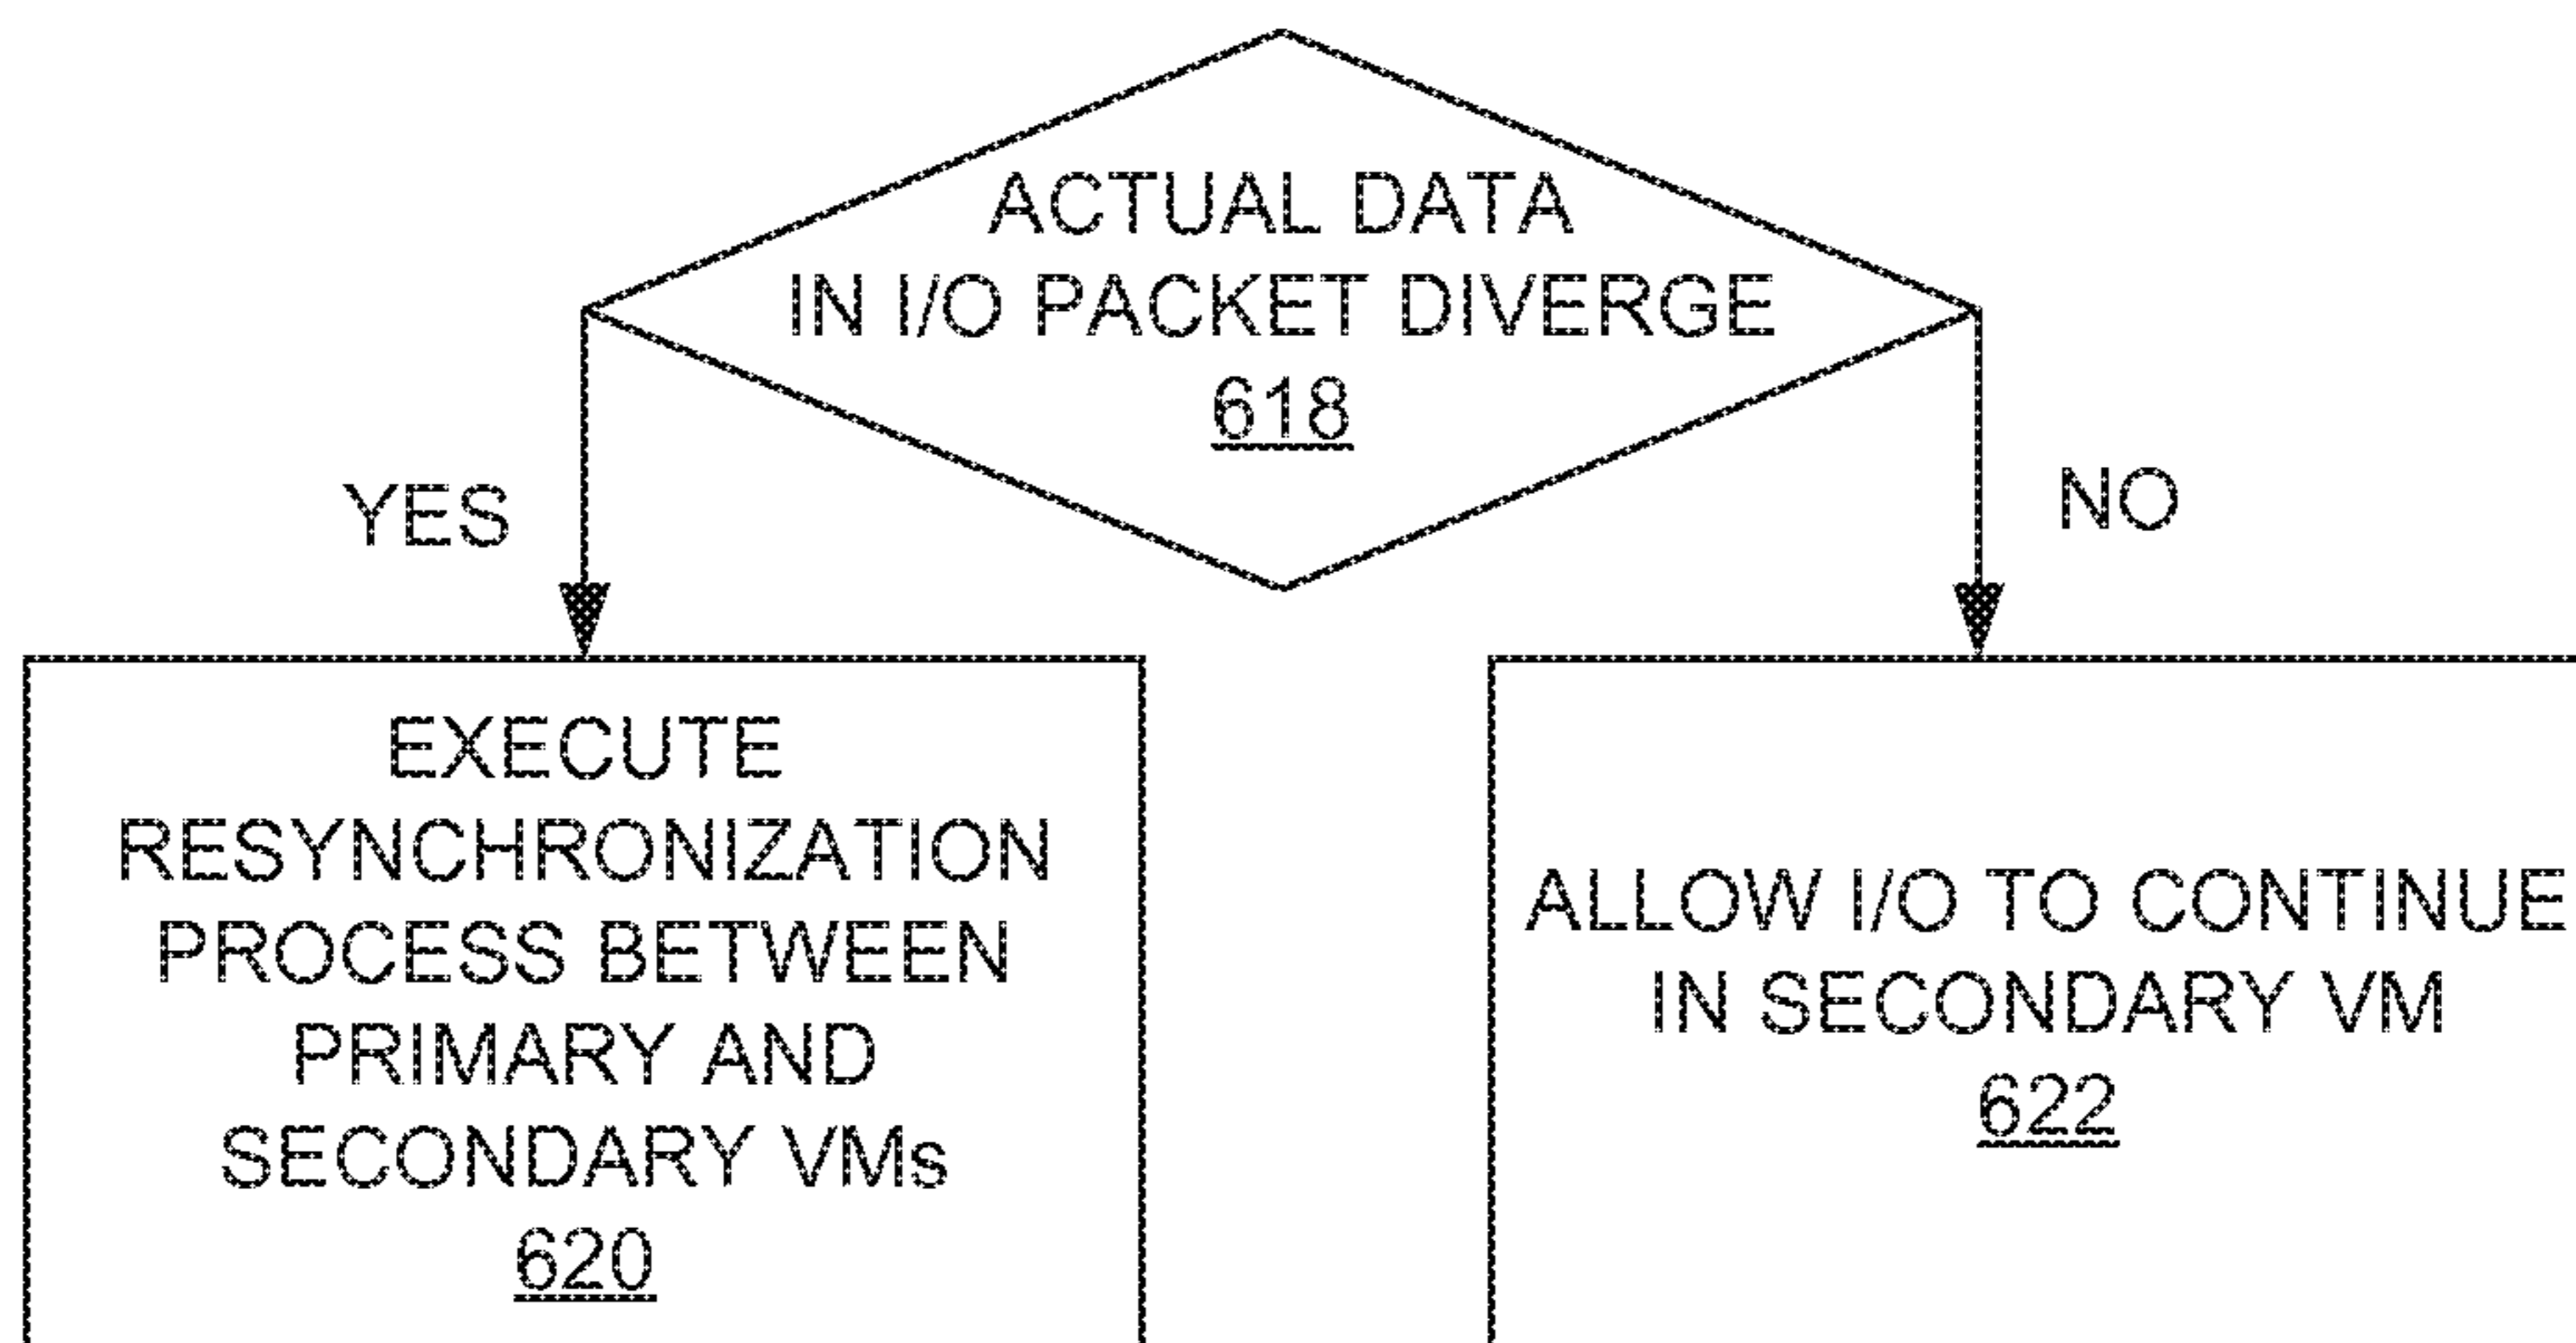 ACTUAL DATA
IN I/O PACKET DIVERGE
618
YES
NO
EXECUTE
RESYNCHRONIZATION
PROCESS BETWEEN
PRIMARY AND
SECONDARY VMs
620
ALLOW I/O TO CONTINUE
IN SECONDARY VM
622